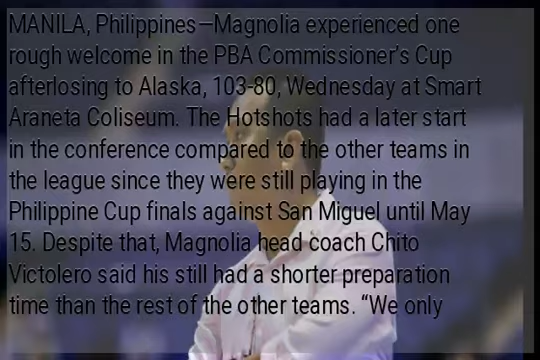 MANILA, Philippines—Magnolia experienced one
rough welcome in the PBA Commissioner's Cup
afterlosing to Alaska, 103-80, Wednesday at Smart
Araneta Coliseum. The Hotshots had a later start
in the conference compared to the other teams in
the league since they were still playing in the
Philippine Cup finals against San Miguel until May
15. Despite that, Magnolia head coach Chito
Victolero said his still had a shorter preparation
time than the rest of the other teams. “We only